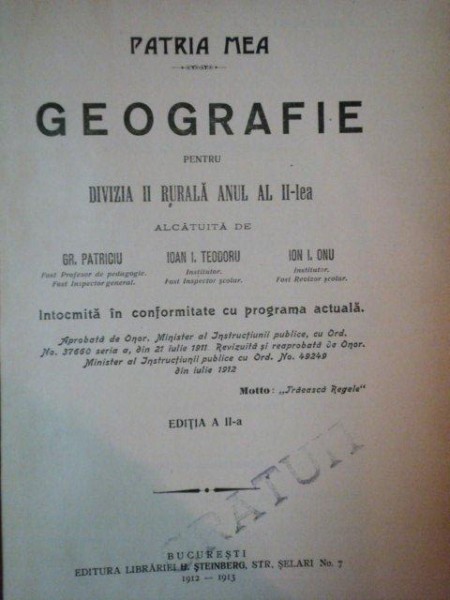 PATRIA MEA
GEOGRAFIE
PENTRU
DIVIZIA II RURALĂ ANUL AL II-lea
ALCĂTUITĂ DE
GR. PATRICIU IOAN I. TEODORU ION I. ONU
Fost Profesor de pedagogie. Institutor. Institutor.
Fost Inspector general. Fost Inspector școlar. Fost Revizor școlar.
Intocmită în conformitate cu programa actuală.
Aprobată de Onor. Minister al Instrucțiunii publice, cu Ord.
No. 37660 seria a, din 21 iulie 1911. Revizuită și reaprobată de Onor.
Minister al Instrucțiunii publice cu Ord. No. 49249
din iulie 1912
Motto: „Trăească Regele“
EDIȚIA A II-a
GRATUIT
BUCUREȘTI
EDITURA LIBRĂRIEI H. STEINBERG, STR. ȘELARI No. 7
1912 — 1913